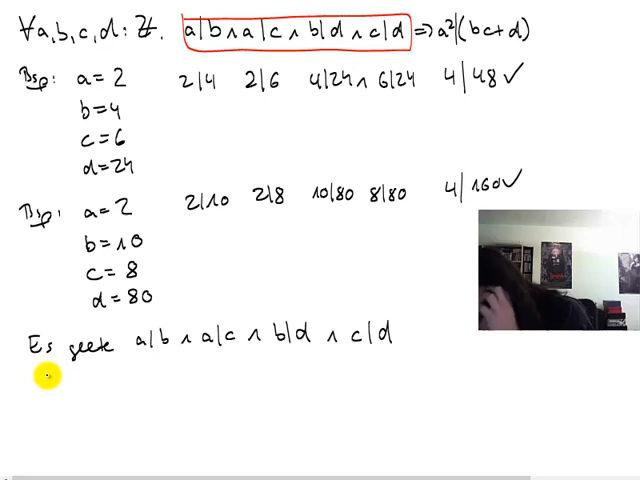 ∀a,b,c,d: ℤ. a|b ∧ a|c ∧ b|d ∧ c|d ⇒ a²|(bc+d)
Bsp: a=2 2|4 2|6 4|24 ∧ 6|24 4|48 ✓
b=4
c=6
d=24
Bsp: a=2 2|10 2|8 10|80 8|80 4|160 ✓
b=10
c=8
d=80
Es gelte a|b ∧ a|c ∧ b|d ∧ c|d